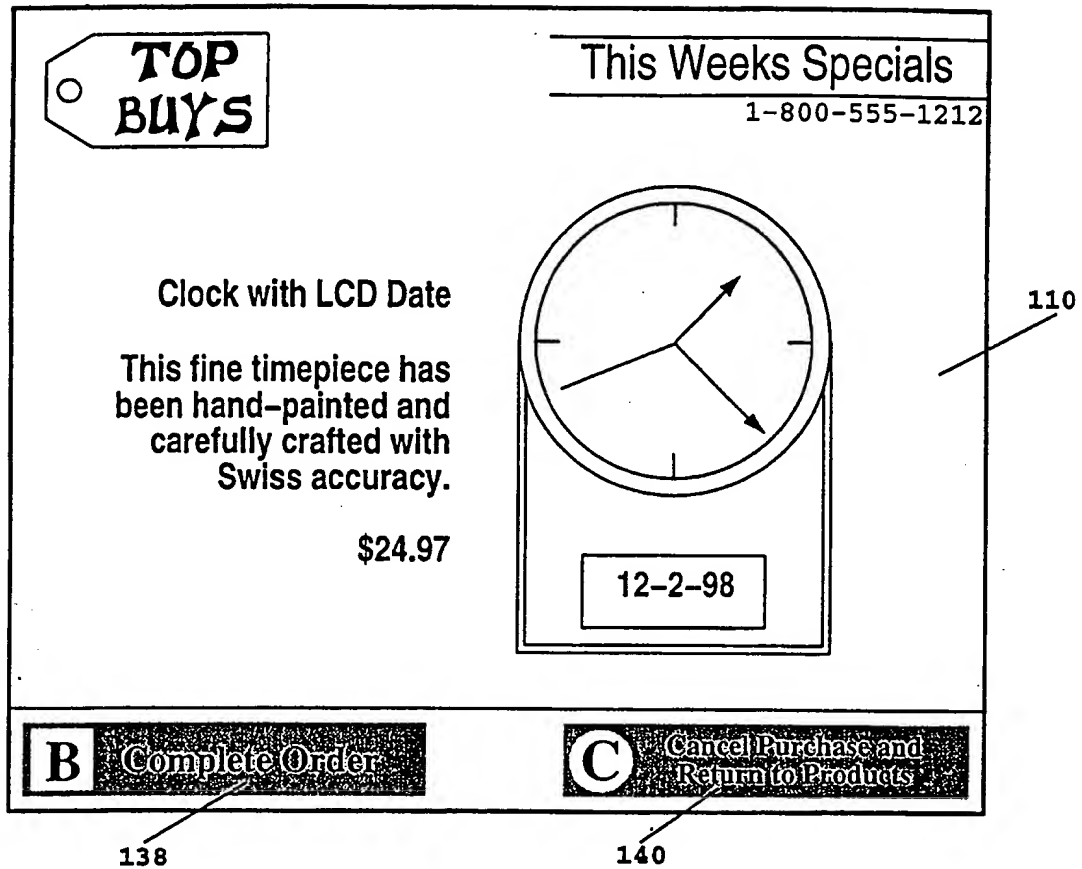 TOP
BUYS
This Weeks Specials
1-800-555-1212
Clock with LCD Date
This fine timepiece has
been hand-painted and
carefully crafted with
Swiss accuracy.
$24.97
12-2-98
110
B Complete Order
C Cancel Purchase and
Return to Products
138
140